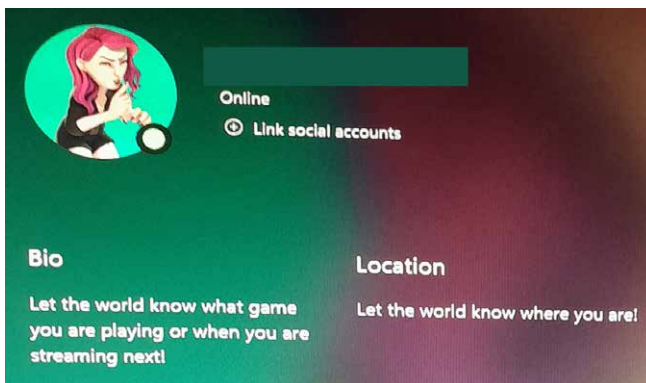 Online
Link social accounts
Bio
Let the world know what game
you are playing or when you are
streaming next!
Location
Let the world know where you are!